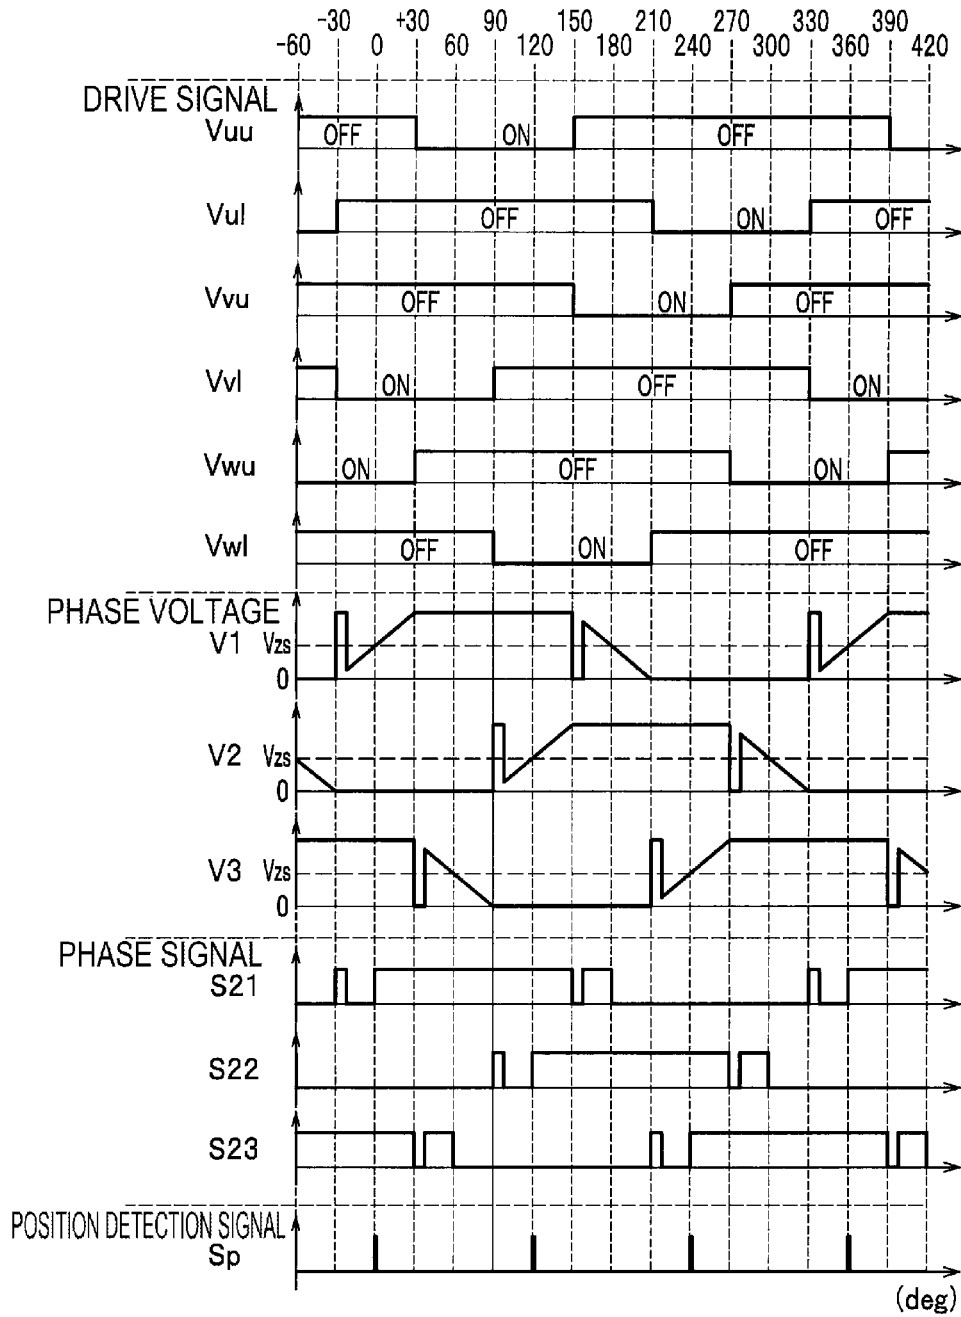 -30 +30 90 150 210 270 330 390
-60 0 60 120 180 240 300 360 420
DRIVE SIGNAL
Vuu OFF ON OFF
Vul OFF ON OFF
Vvu OFF ON OFF
Vvl ON OFF ON
Vwu ON OFF ON
Vwl OFF ON OFF
PHASE VOLTAGE
V1 Vzs
0
V2 Vzs
0
V3 Vzs
0
PHASE SIGNAL
S21
S22
S23
POSITION DETECTION SIGNAL
Sp
(deg)